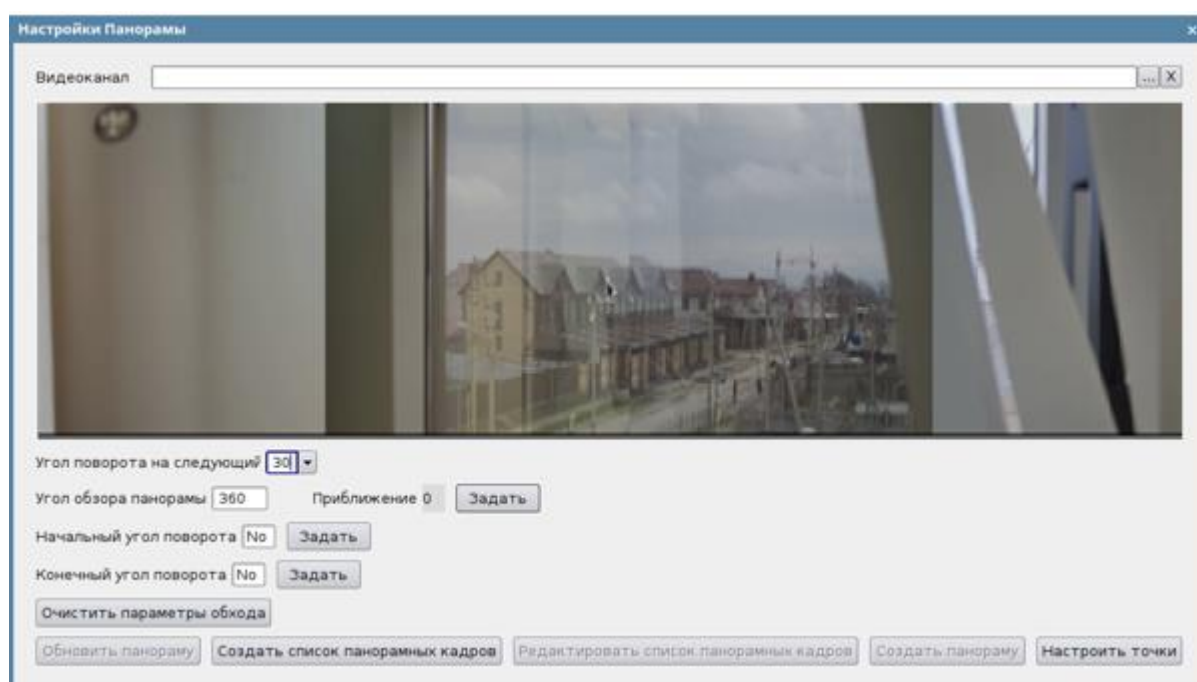 Настройки Панорамы x
Видеоканал ... X
Угол поворота на следующий 30
Угол обзора панорамы 360 Приближение 0 Задать
Начальный угол поворота No Задать
Конечный угол поворота No Задать
Очистить параметры обхода
Обновить панораму Создать список панорамных кадров Редактировать список панорамных кадров Создать панораму Настроить точки